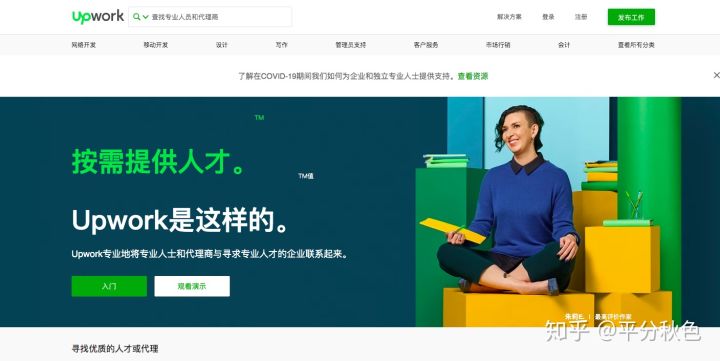 Upwork
查找专业人员和代理商
解决方案
登录
注册
发布工作
网络开发
移动开发
设计
写作
管理员支持
客户服务
市场行销
会计
查看所有分类
了解在COVID-19期间我们如何为企业和独立专业人士提供支持。查看资源
TM
按需提供人才。
TM值
Upwork是这样的。
Upwork专业地将专业人士和代理商与寻求专业人才的企业联系起来。
入门
观看演示
朱莉E. | 最高评价作家
知乎 @平分秋色
寻找优质的人才或代理